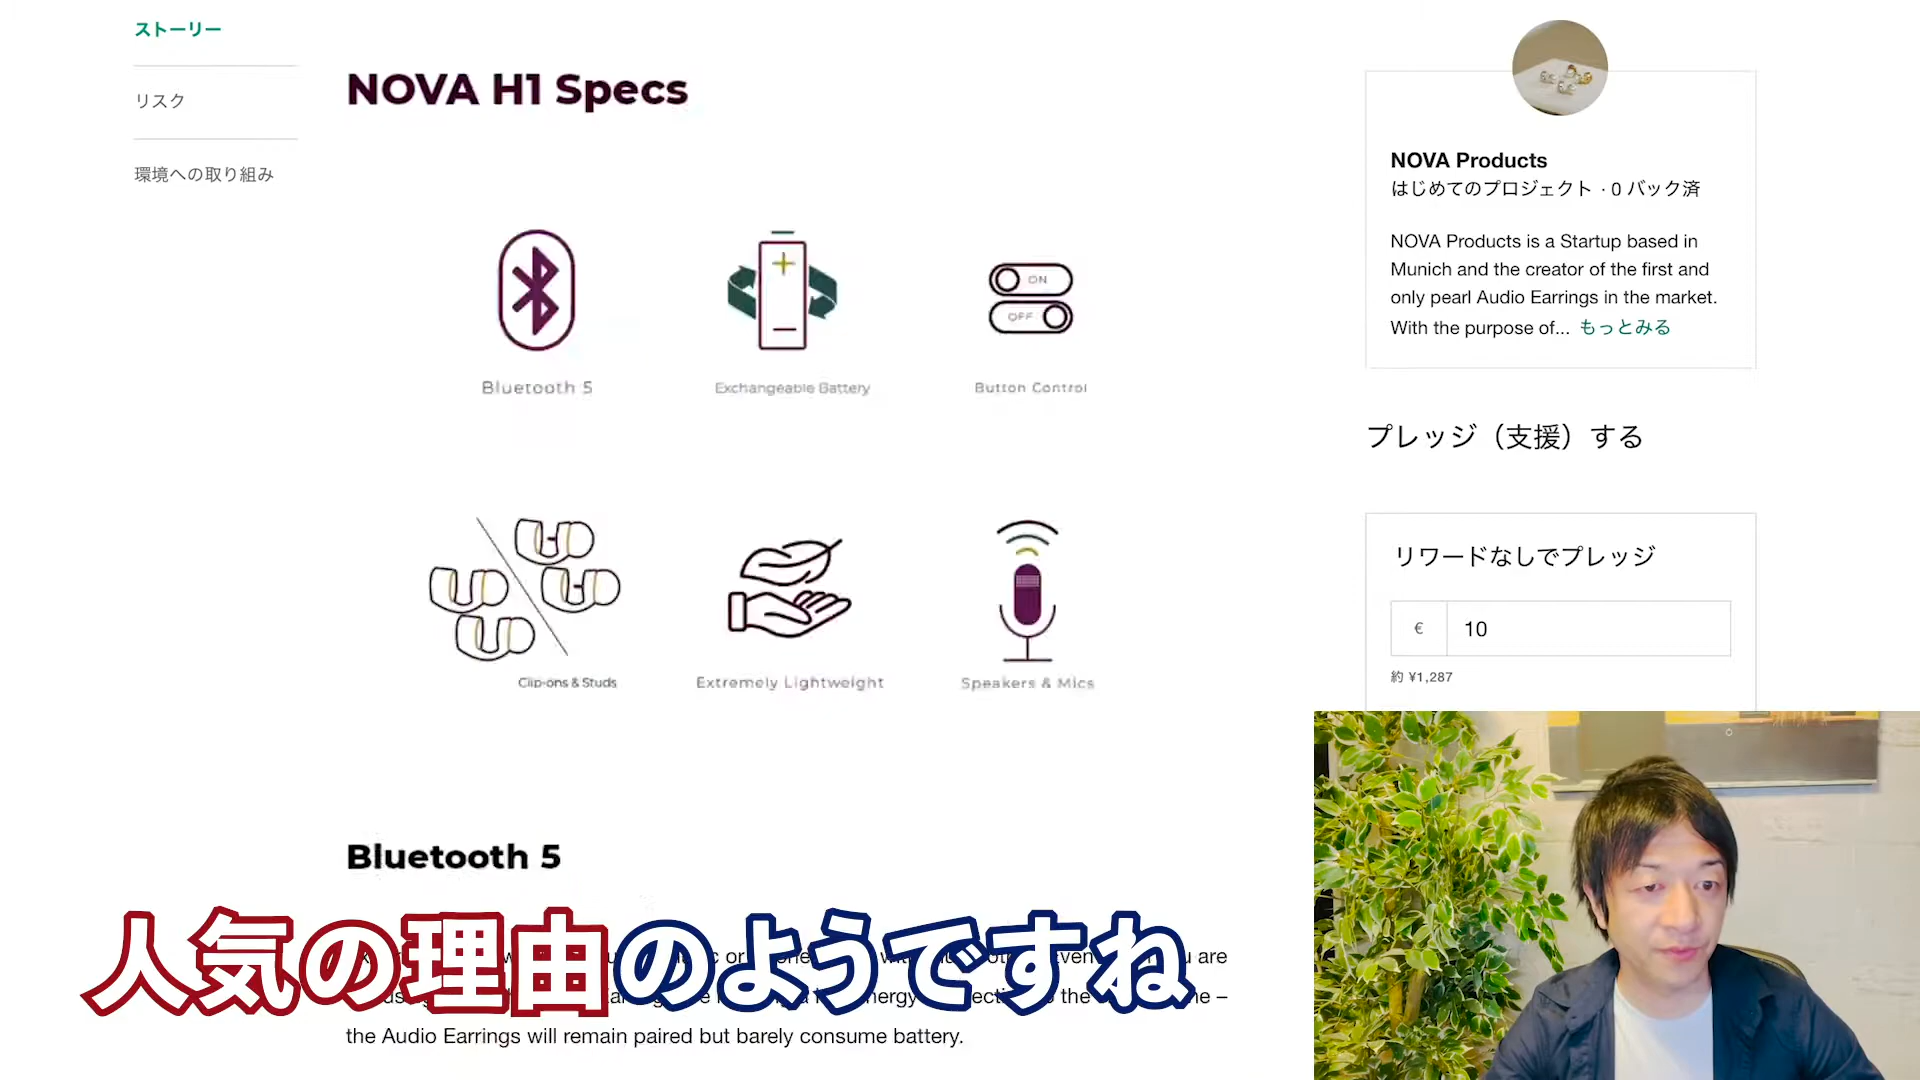 ストーリー
リスク
環境への取り組み
NOVA H1 Specs
Bluetooth 5
Exchangeable Battery
ON
OFF
Button Control
Clip-ons & Studs
Extremely Lightweight
Speakers & Mics
Bluetooth 5
are
the
the Audio Earrings will remain paired but barely consume battery.
人気の理由のようですね
NOVA Products
はじめてのプロジェクト · 0 バック済
NOVA Products is a Startup based in
Munich and the creator of the first and
only pearl Audio Earrings in the market.
With the purpose of... もっとみる
プレッジ（支援）する
リワードなしでプレッジ
€ 10
約 ¥1,287